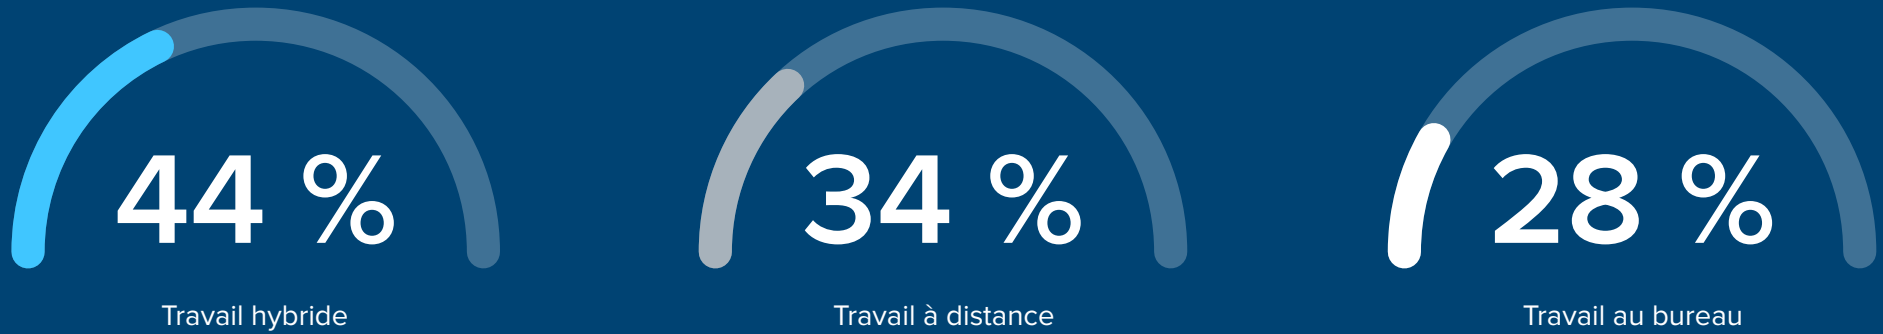 44 %
Travail hybride
34 %
Travail à distance
28 %
Travail au bureau